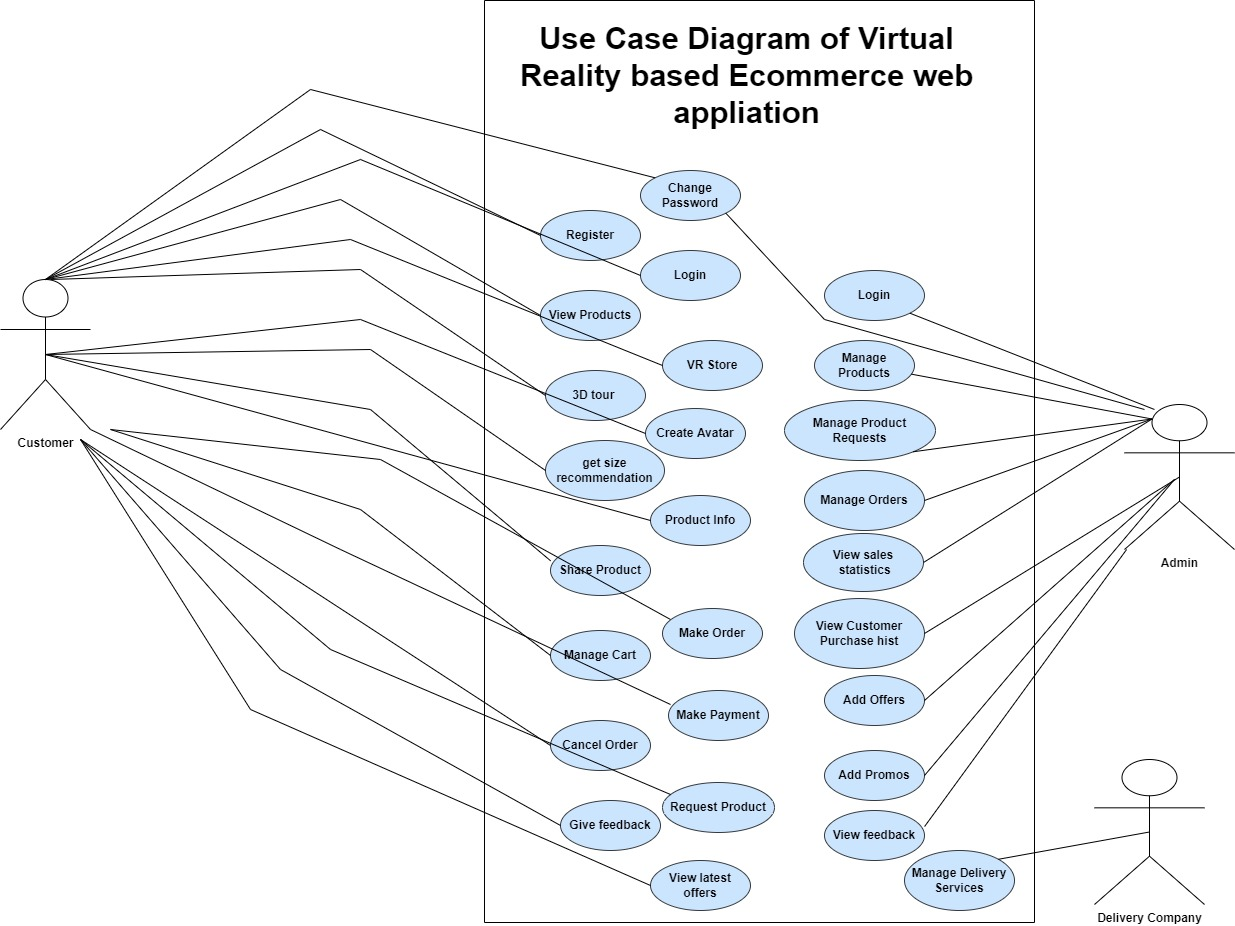 Use Case Diagram of Virtual
Reality based Ecommerce web
appliation
Change
Password
Register
Login
Login
View Products
Manage
Products
VR Store
3D tour
Manage Product
Requests
Create Avatar
Customer
get size
recommendation
Manage Orders
Product Info
View sales
statistics
Admin
Share Product
View Customer
Purchase hist
Make Order
Manage Cart
Add Offers
Make Payment
Cancel Order
Add Promos
Request Product
Give feedback
View feedback
Manage Delivery
Services
View latest
offers
Delivery Company